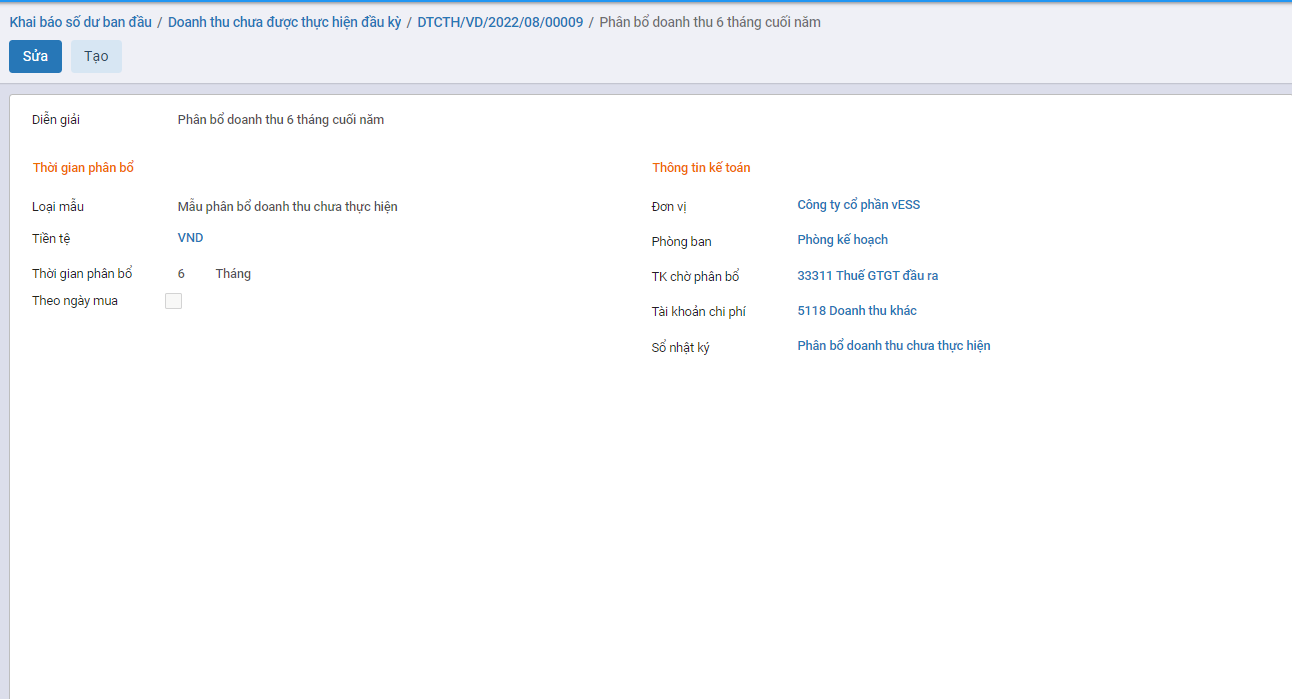 Khai báo số dư ban đầu / Doanh thu chưa được thực hiện đầu kỳ / DTCTH/VD/2022/08/00009 / Phân bổ doanh thu 6 tháng cuối năm
Sửa Tạo
Diễn giải Phân bổ doanh thu 6 tháng cuối năm
Thời gian phân bổ Thông tin kế toán
Loại mẫu Mẫu phân bổ doanh thu chưa thực hiện Đơn vị Công ty cổ phần vESS
Tiền tệ VND Phòng ban Phòng kế hoạch
Thời gian phân bổ 6 Tháng TK chờ phân bổ 33311 Thuế GTGT đầu ra
Theo ngày mua Tài khoản chi phí 5118 Doanh thu khác
Sổ nhật ký Phân bổ doanh thu chưa thực hiện